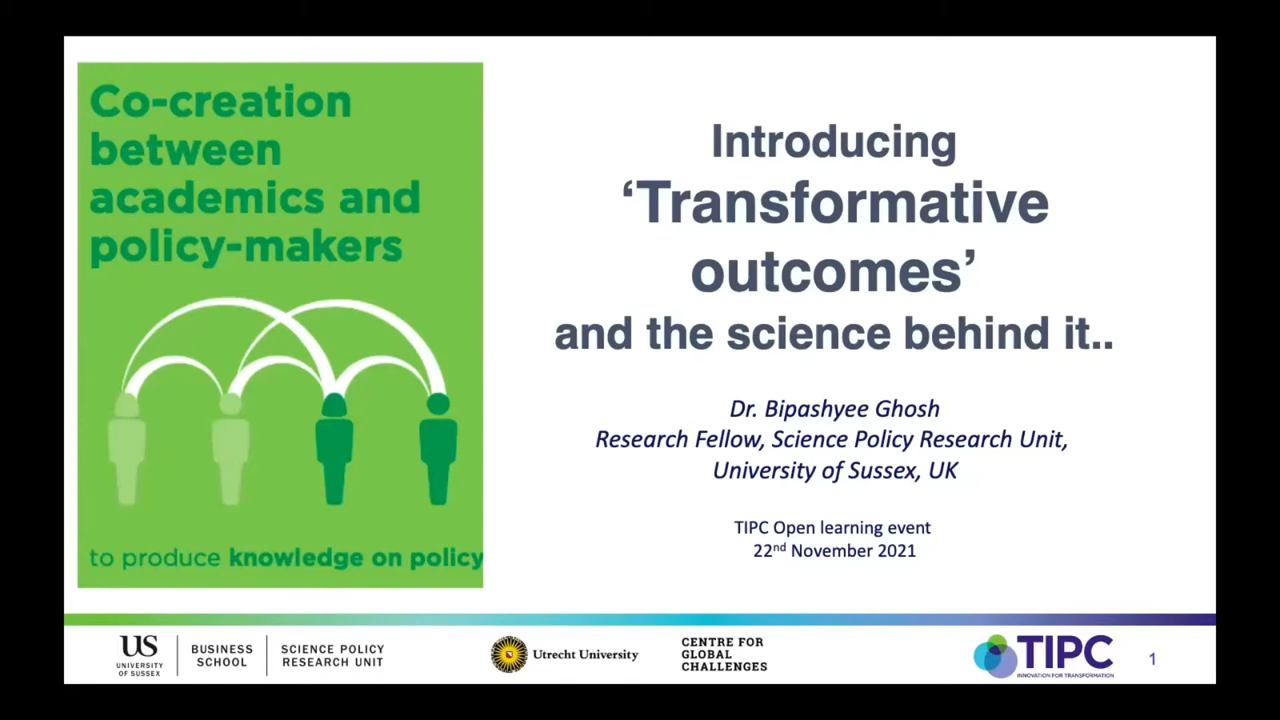 Co-creation
between
academics and
policy-makers
to produce knowledge on policy
Introducing
‘Transformative
outcomes’
and the science behind it..
Dr. Bipashyee Ghosh
Research Fellow, Science Policy Research Unit,
University of Sussex, UK
TIPC Open learning event
22nd November 2021
US
UNIVERSITY
OF SUSSEX
BUSINESS
SCHOOL
SCIENCE POLICY
RESEARCH UNIT
Utrecht University
CENTRE FOR
GLOBAL
CHALLENGES
TIPC
INNOVATION FOR TRANSFORMATION
1